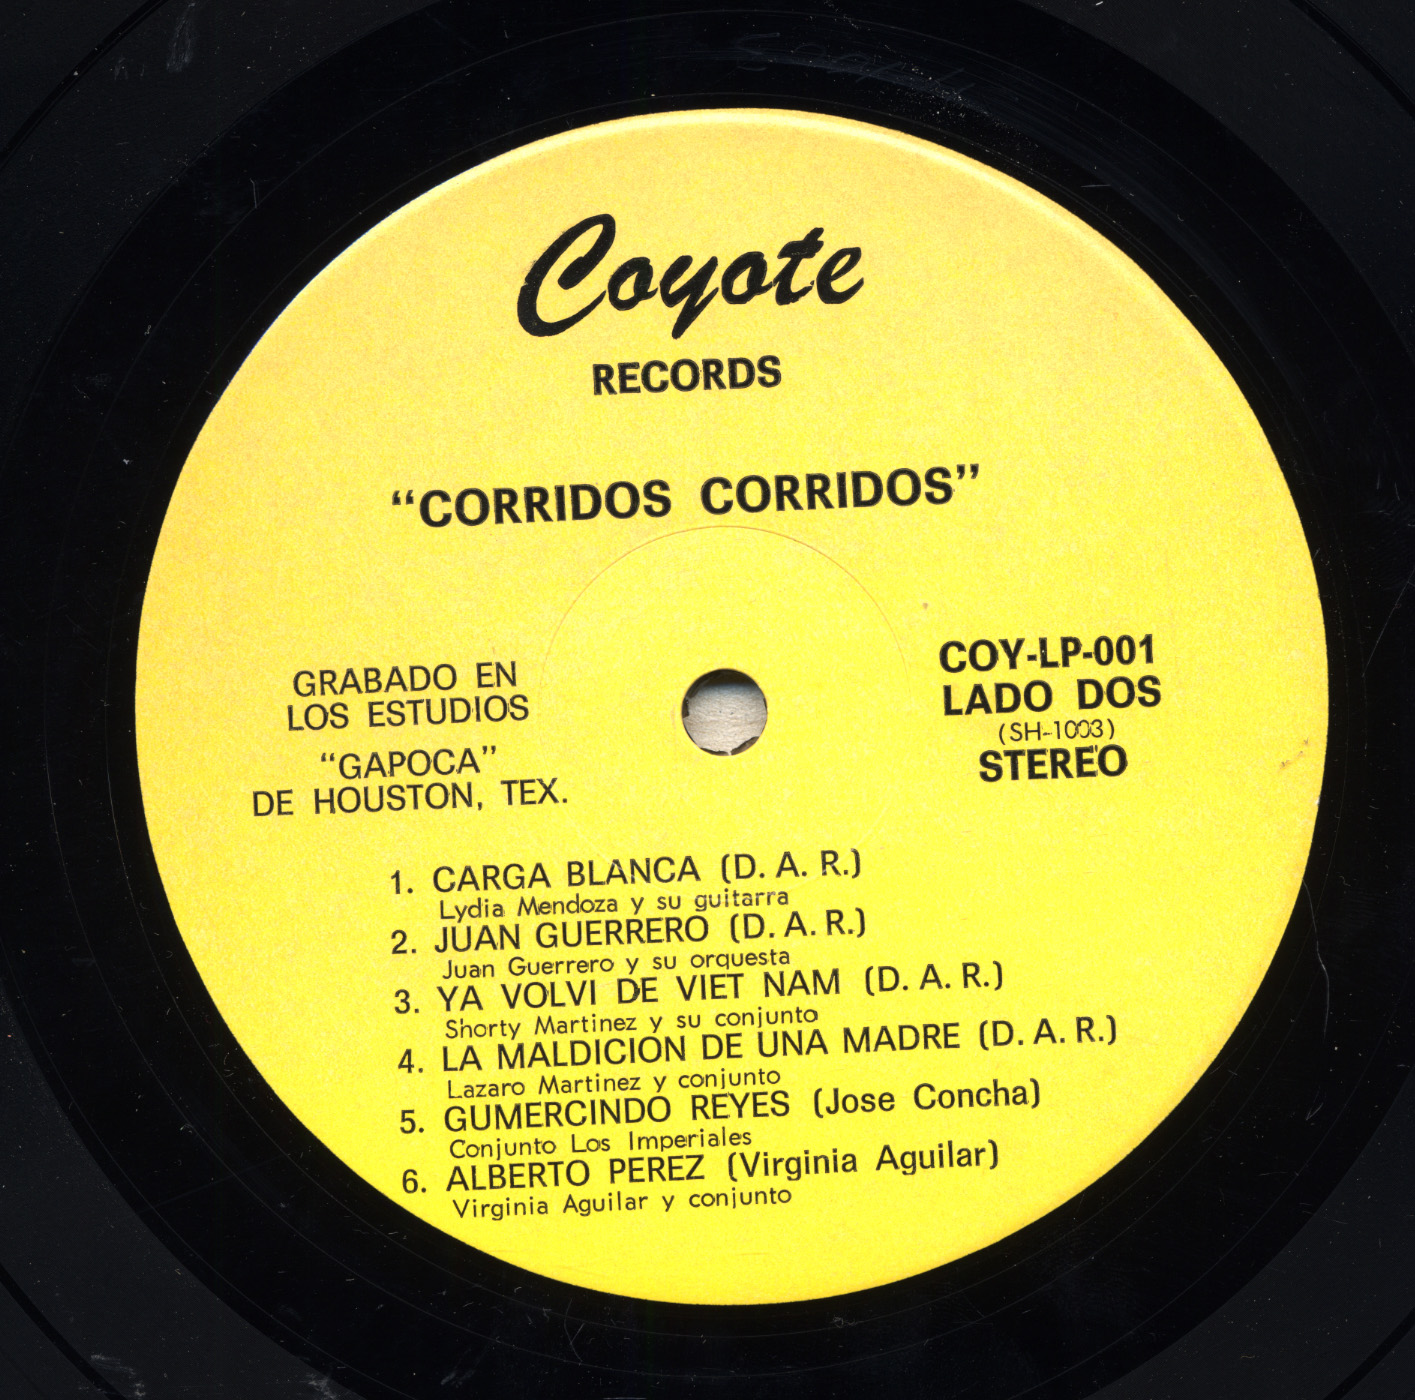 Coyote
RECORDS
“CORRIDOS CORRIDOS”
GRABADO EN
LOS ESTUDIOS
“GAPOCA”
DE HOUSTON, TEX.
COY-LP-001
LADO DOS
(SH-1003)
STEREO
1. CARGA BLANCA (D. A. R.)
Lydia Mendoza y su guitarra
2. JUAN GUERRERO (D. A. R.)
Juan Guerrero y su orquesta
3. YA VOLVI DE VIET NAM (D. A. R.)
Shorty Martinez y su conjunto
4. LA MALDICION DE UNA MADRE (D. A. R.)
Lazaro Martinez y conjunto
5. GUMERCINDO REYES (Jose Concha)
Conjunto Los Imperiales
6. ALBERTO PEREZ (Virginia Aguilar)
Virginia Aguilar y conjunto